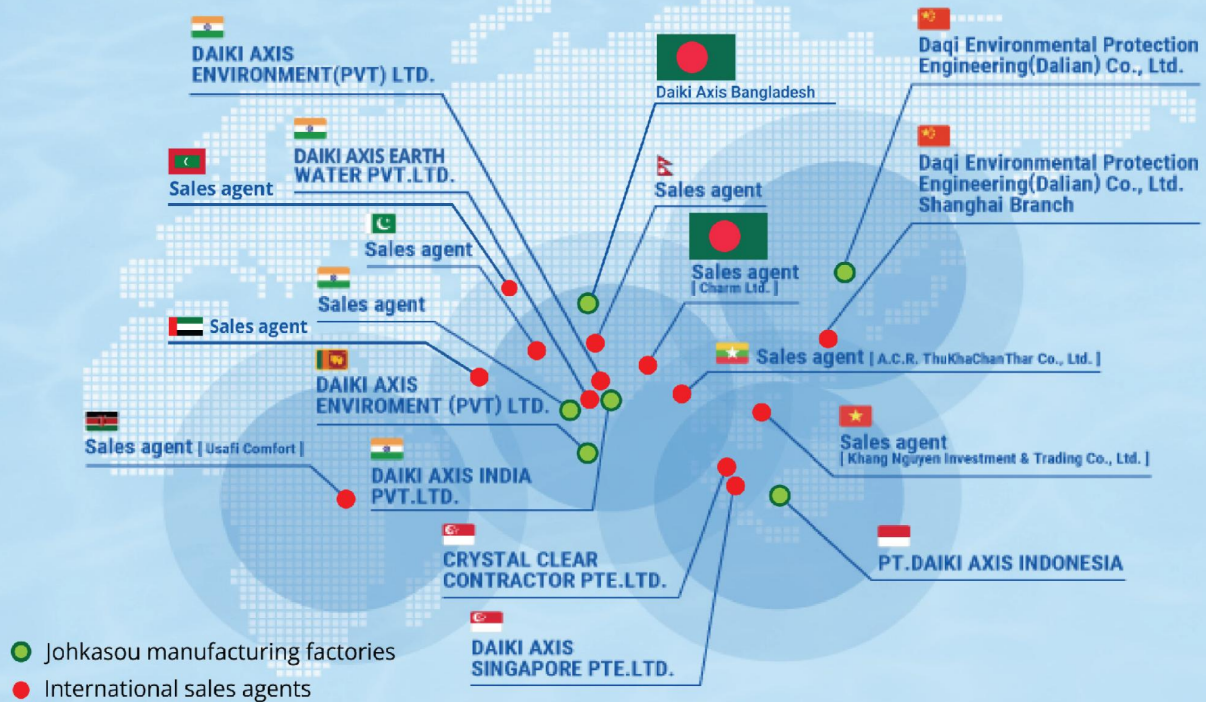 DAIKI AXIS
ENVIRONMENT(PVT) LTD.
Daiki Axis Bangladesh
Daqi Environmental Protection
Engineering(Dalian) Co., Ltd.
DAIKI AXIS EARTH
WATER PVT.LTD.
Sales agent
Sales agent
Daqi Environmental Protection
Engineering(Dalian) Co., Ltd.
Shanghai Branch
Sales agent
Sales agent
[ Charm Ltd. ]
Sales agent
Sales agent
Sales agent [ A.C.R. ThuKhaChanThar Co., Ltd. ]
DAIKI AXIS
ENVIROMENT (PVT) LTD.
Sales agent [ Usafi Comfort ]
Sales agent
[ Khang Nguyen Investment & Trading Co., Ltd. ]
DAIKI AXIS INDIA
PVT.LTD.
CRYSTAL CLEAR
CONTRACTOR PTE.LTD.
PT.DAIKI AXIS INDONESIA
DAIKI AXIS
SINGAPORE PTE.LTD.
Johkasou manufacturing factories
International sales agents